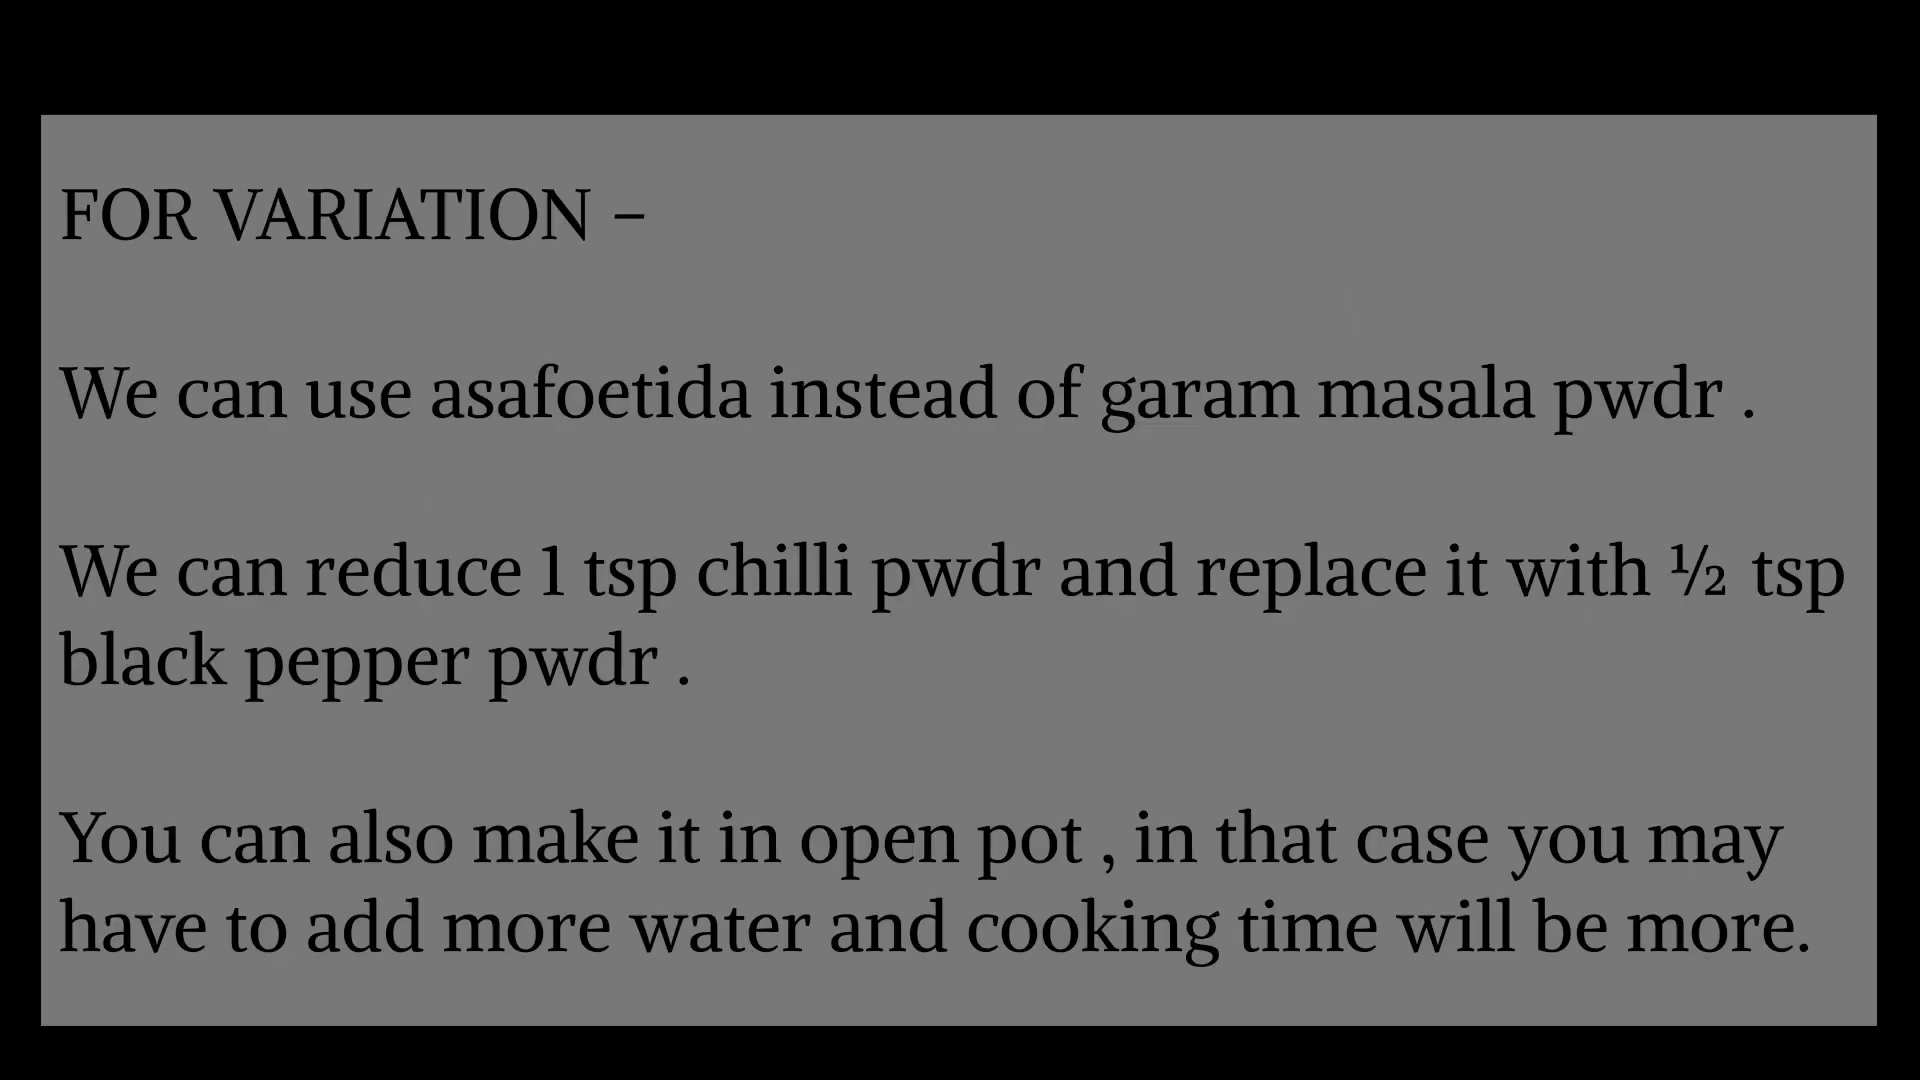 FOR VARIATION –
We can use asafoetida instead of garam masala pwdr .
We can reduce 1 tsp chilli pwdr and replace it with ½ tsp
black pepper pwdr .
You can also make it in open pot , in that case you may
have to add more water and cooking time will be more.